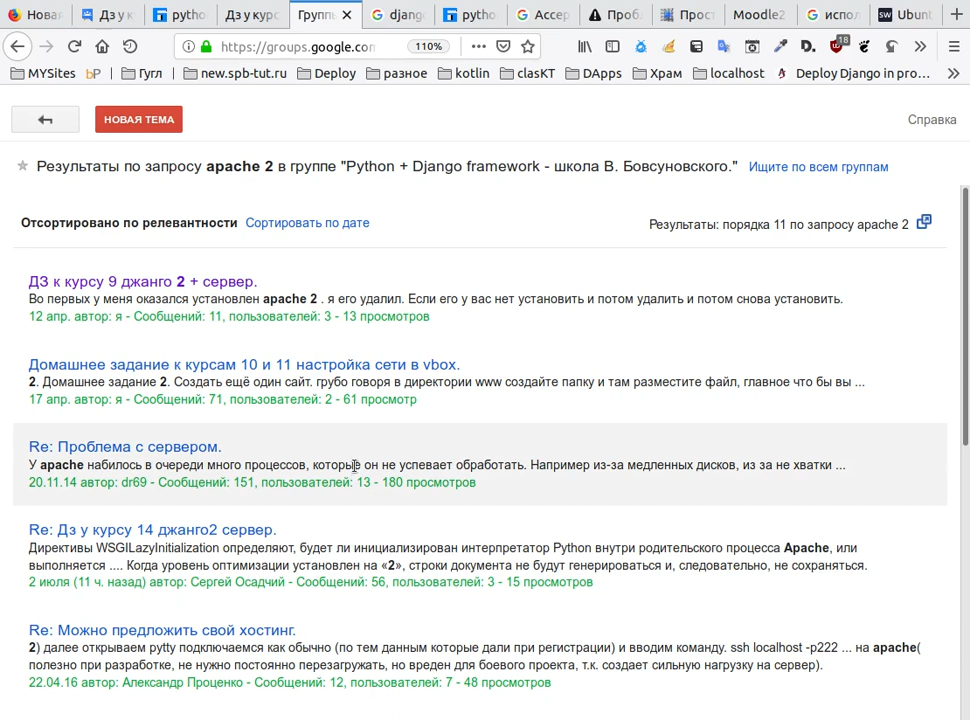 Новая
Дз у к
pytho
Дз у курс
Группы
djang
pytho
Accep
Проб.
Прост
Moodle2
испол
Ubunt
https://groups.google.com
110%
18
MYSites
bP
Гугл
new.spb-tut.ru
Deploy
разное
kotlin
clasKT
DApps
Храм
localhost
Deploy Django in pro…
НОВАЯ ТЕМА
Справка
Результаты по запросу apache 2 в группе "Python + Django framework - школа В. Бовсуновского." Ищите по всем группам
Отсортировано по релевантности Сортировать по дате
Результаты: порядка 11 по запросу apache 2
ДЗ к курсу 9 джанго 2 + сервер.
Во первых у меня оказался установлен apache 2 . я его удалил. Если его у вас нет установить и потом удалить и потом снова установить.
12 апр. автор: я - Сообщений: 11, пользователей: 3 - 13 просмотров
Домашнее задание к курсам 10 и 11 настройка сети в vbox.
2. Домашнее задание 2. Создать ещё один сайт. грубо говоря в директории www создайте папку и там разместите файл, главное что бы вы ...
17 апр. автор: я - Сообщений: 71, пользователей: 2 - 61 просмотр
Re: Проблема с сервером.
У apache набилось в очереди много процессов, которые он не успевает обработать. Например из-за медленных дисков, из за не хватки ...
20.11.14 автор: dr69 - Сообщений: 151, пользователей: 13 - 180 просмотров
Re: Дз у курсу 14 джанго2 сервер.
Директивы WSGILazyInitialization определяют, будет ли инициализирован интерпретатор Python внутри родительского процесса Apache, или
выполняется .... Когда уровень оптимизации установлен на «2», строки документа не будут генерироваться и, следовательно, не сохраняться.
2 июля (11 ч. назад) автор: Сергей Осадчий - Сообщений: 56, пользователей: 3 - 15 просмотров
Re: Можно предложить свой хостинг.
2) далее открываем pytty подключаемся как обычно (по тем данным которые дали при регистрации) и вводим команду. ssh localhost -p222 ... на apache(
полезно при разработке, не нужно постоянно перезагружать, но вреден для боевого проекта, т.к. создает сильную нагрузку на сервер).
22.04.16 автор: Александр Проценко - Сообщений: 12, пользователей: 7 - 48 просмотров